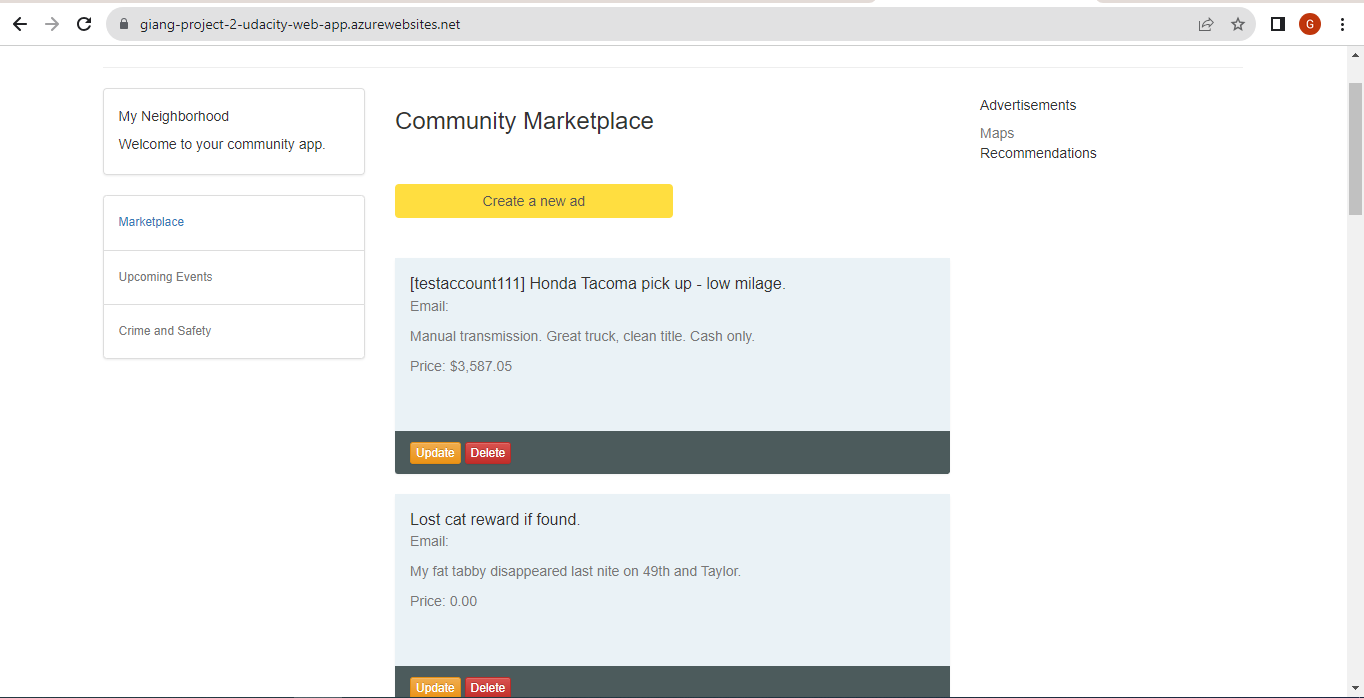 giang-project-2-udacity-web-app.azurewebsites.net
G
My Neighborhood
Welcome to your community app.
Marketplace
Upcoming Events
Crime and Safety
Community Marketplace
Create a new ad
[testaccount111] Honda Tacoma pick up - low milage.
Email:
Manual transmission. Great truck, clean title. Cash only.
Price: $3,587.05
Update Delete
Lost cat reward if found.
Email:
My fat tabby disappeared last nite on 49th and Taylor.
Price: 0.00
Update Delete
Advertisements
Maps
Recommendations